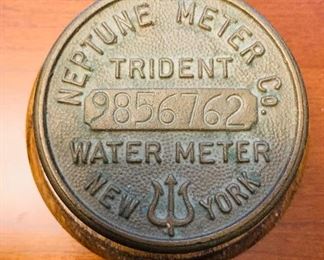 NEPTUNE METER Co.
TRIDENT
9856762
WATER METER
NEW YORK